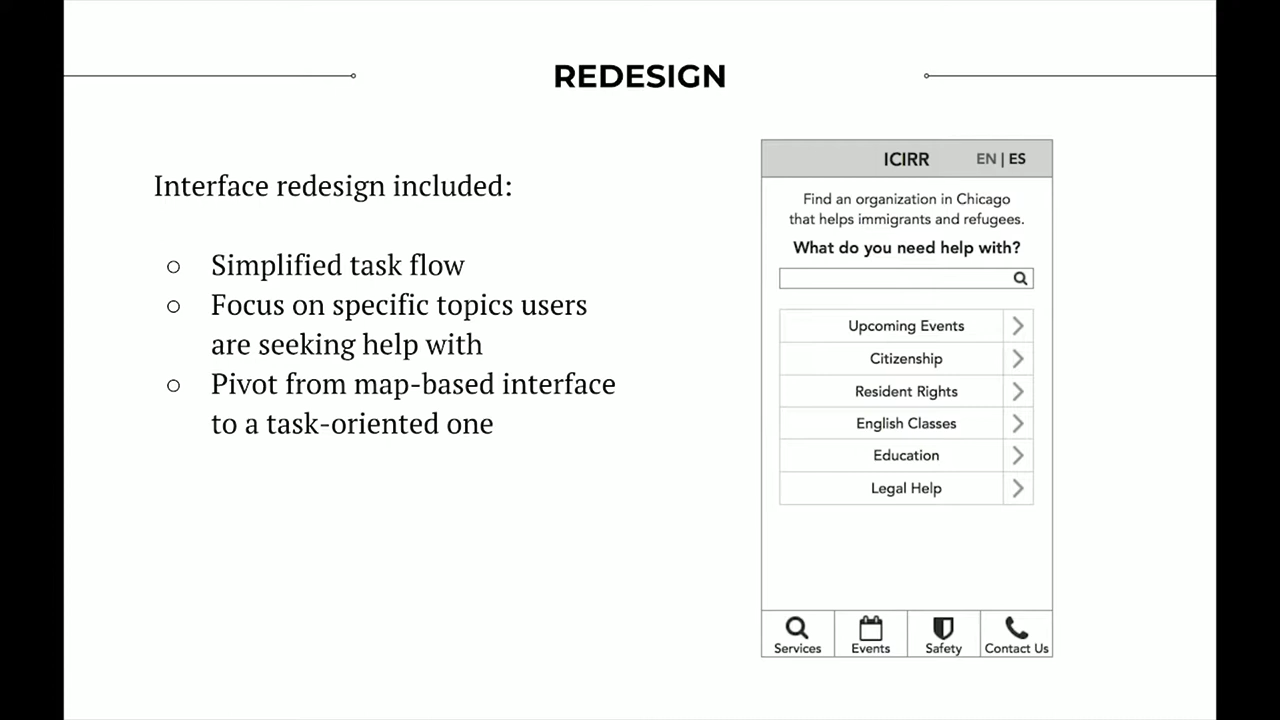 REDESIGN
Interface redesign included:
○ Simplified task flow
○ Focus on specific topics users
are seeking help with
○ Pivot from map-based interface
to a task-oriented one
ICIRR EN | ES
Find an organization in Chicago
that helps immigrants and refugees.
What do you need help with?
Upcoming Events
Citizenship
Resident Rights
English Classes
Education
Legal Help
Services Events Safety Contact Us